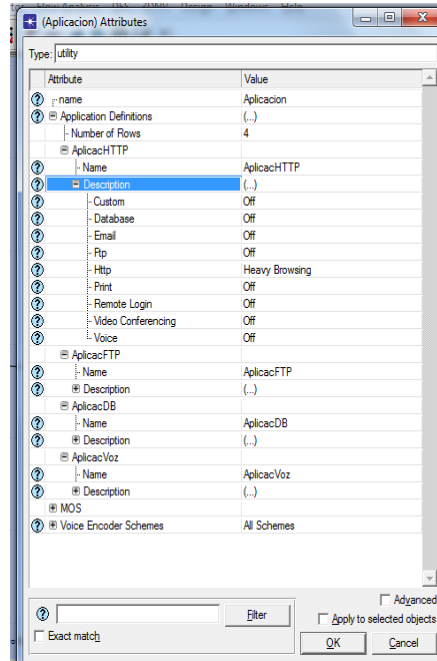 (Aplicacion) Attributes
Type: utility
Attribute Value
name Aplicacion
Application Definitions (...)
Number of Rows 4
AplicacHTTP
Name AplicacHTTP
Description (...)
Custom Off
Database Off
Email Off
Ftp Off
Http Heavy Browsing
Print Off
Remote Login Off
Video Conferencing Off
Voice Off
AplicacFTP
Name AplicacFTP
Description (...)
AplicacDB
Name AplicacDB
Description (...)
AplicacVoz
Name AplicacVoz
Description (...)
MOS
Voice Encoder Schemes All Schemes
Advanced
Filter
Apply to selected objects
Exact match
OK Cancel